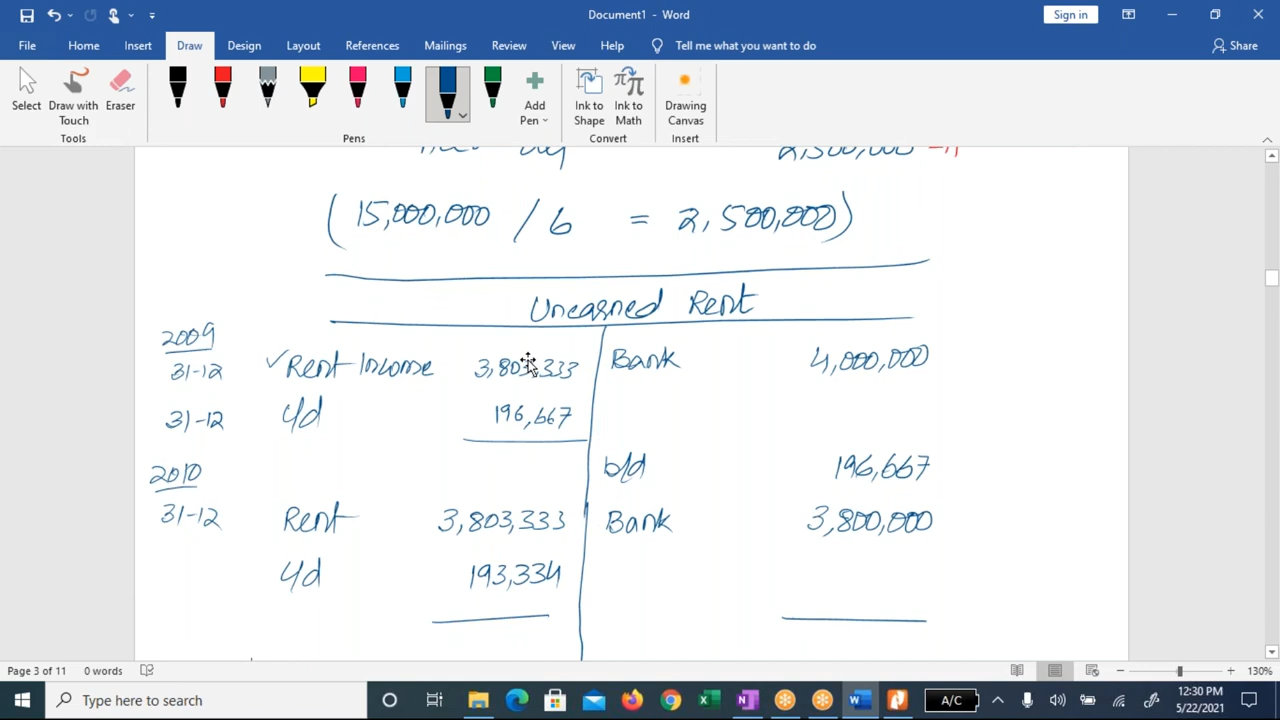 Document1 - Word
Sign in
File Home Insert Draw Design Layout References Mailings Review View Help Tell me what you want to do Share
Select Draw with Touch Eraser Add Pen Ink to Shape Ink to Math Drawing Canvas
Tools Pens Convert Insert
2,500,000
(15,000,000 / 6 = 2,500,000)
Unearned Rent
2009
31-12 ✓Rent Income 3,803,333 Bank 4,000,000
31-12 c/d 196,667
2010 b/d 196,667
31-12 Rent 3,803,333 Bank 3,800,000
c/d 193,334
Page 3 of 11 0 words 130%
Type here to search
A/C
12:30 PM
5/22/2021